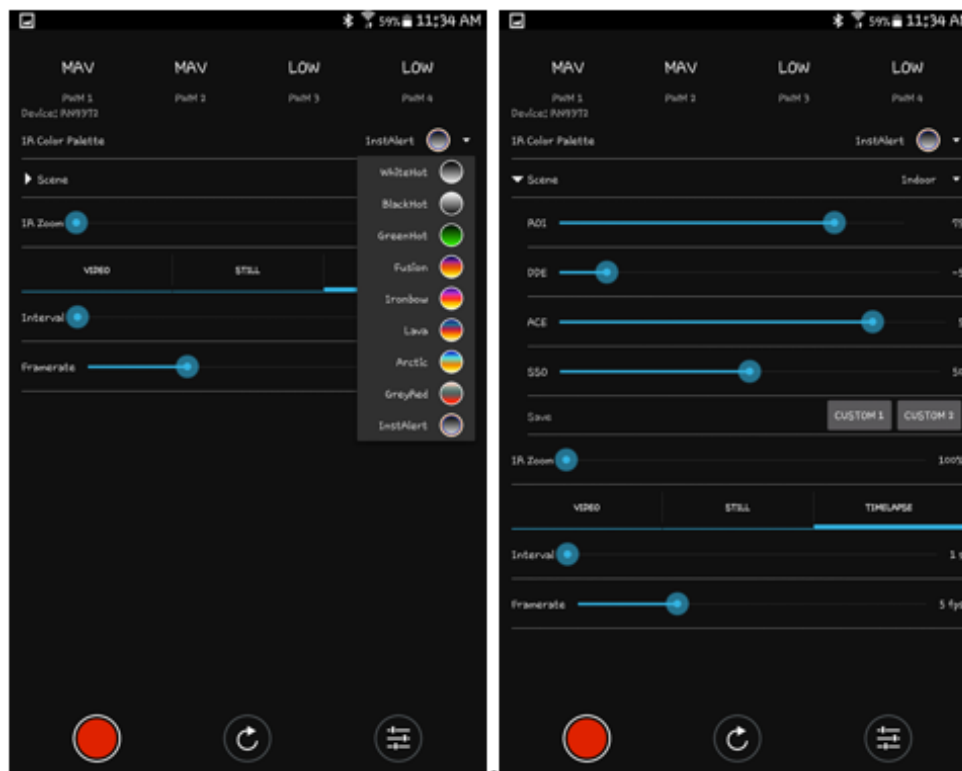 59% 11:34 AM
MAV MAV LOW LOW
PWM 1 PWM 2 PWM 3 PWM 4
IR Color Palette InstAlert
Scene
WhiteHot
BlackHot
IR Zoom
GreenHot
VIDEO STILL
Fusion
Ironbow
Interval
Lava
Framerate
Arctic
GreyRed
InstAlert
59% 11:34 AM
MAV MAV LOW LOW
PWM 1 PWM 2 PWM 3 PWM 4
IR Color Palette InstAlert
Scene Indoor
ROI
DDE
ACE
SSO
Save CUSTOM 1 CUSTOM 2
IR Zoom 100%
VIDEO STILL TIMELAPSE
Interval
Framerate 5 fps